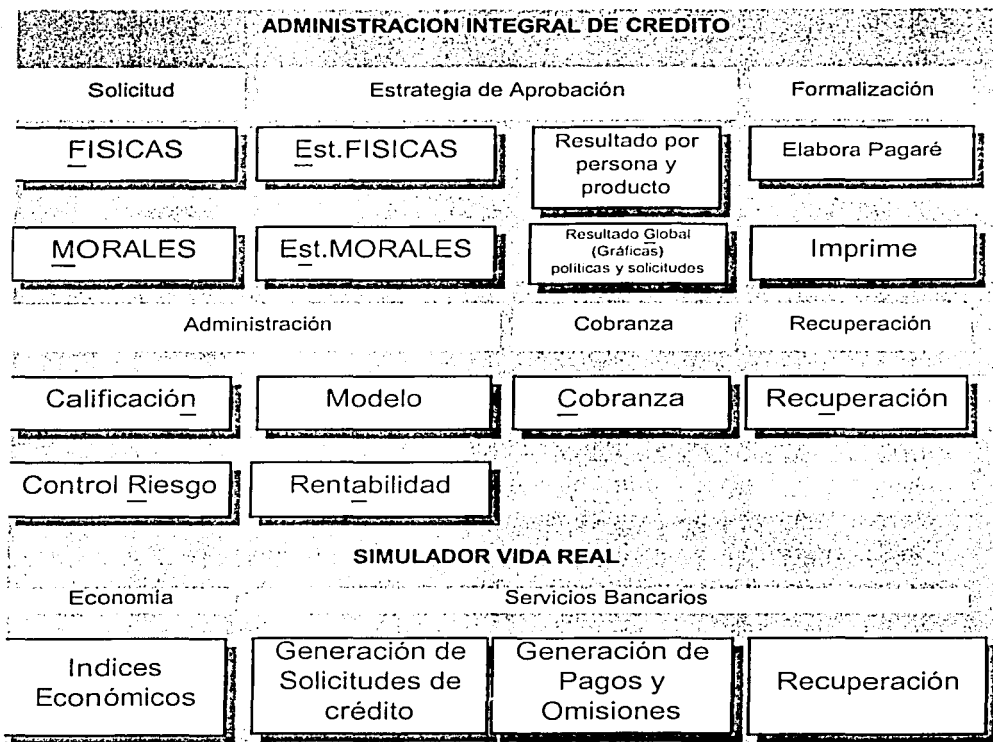 ADMINISTRACION INTEGRAL DE CREDITO
Solicitud
Estrategia de Aprobación
Formalización
FISICAS
Est.FISICAS
Resultado por
persona y
producto
Elabora Pagaré
MORALES
Est.MORALES
Resultado Global
(Gráficas)
políticas y solicitudes
Imprime
Administración
Cobranza
Recuperación
Calificación
Modelo
Cobranza
Recuperación
Control Riesgo
Rentabilidad
SIMULADOR VIDA REAL
Economía
Servicios Bancarios
Indices
Económicos
Generación de
Solicitudes de
crédito
Generación de
Pagos y
Omisiones
Recuperación